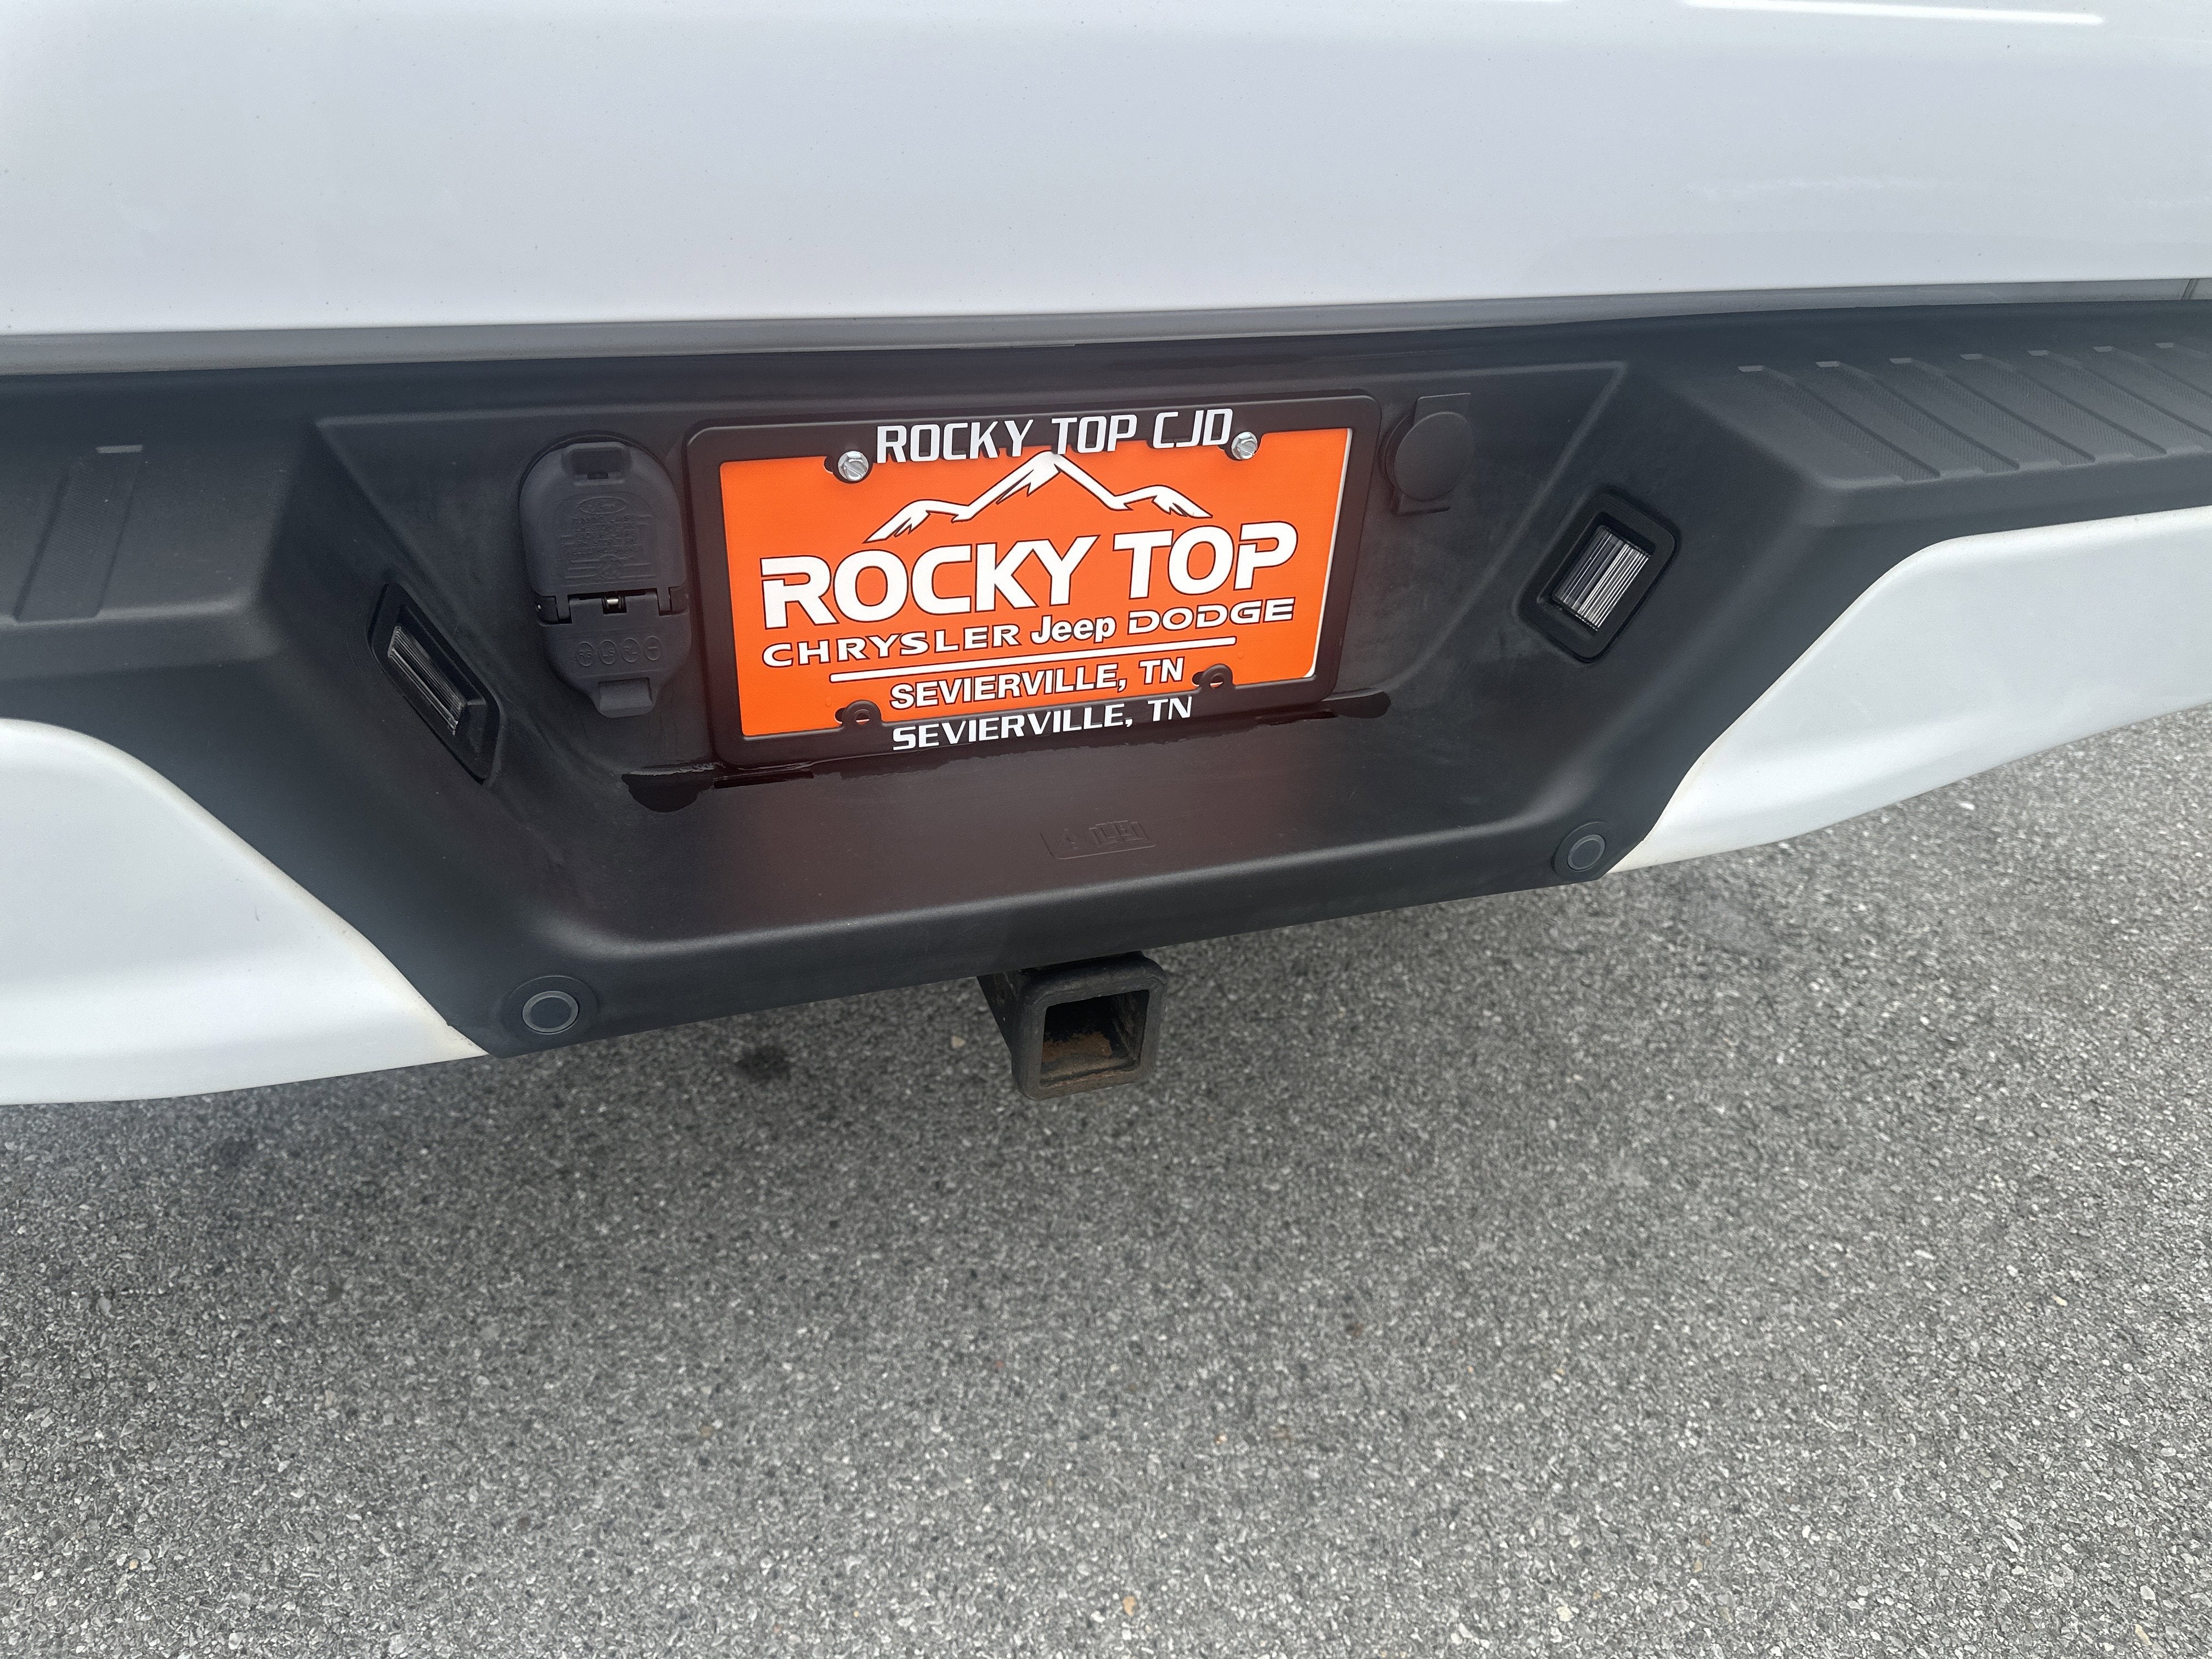 ROCKY TOP CJD
ROCKY TOP
CHRYSLER Jeep DODGE
SEVIERVILLE, TN
SEVIERVILLE, TN